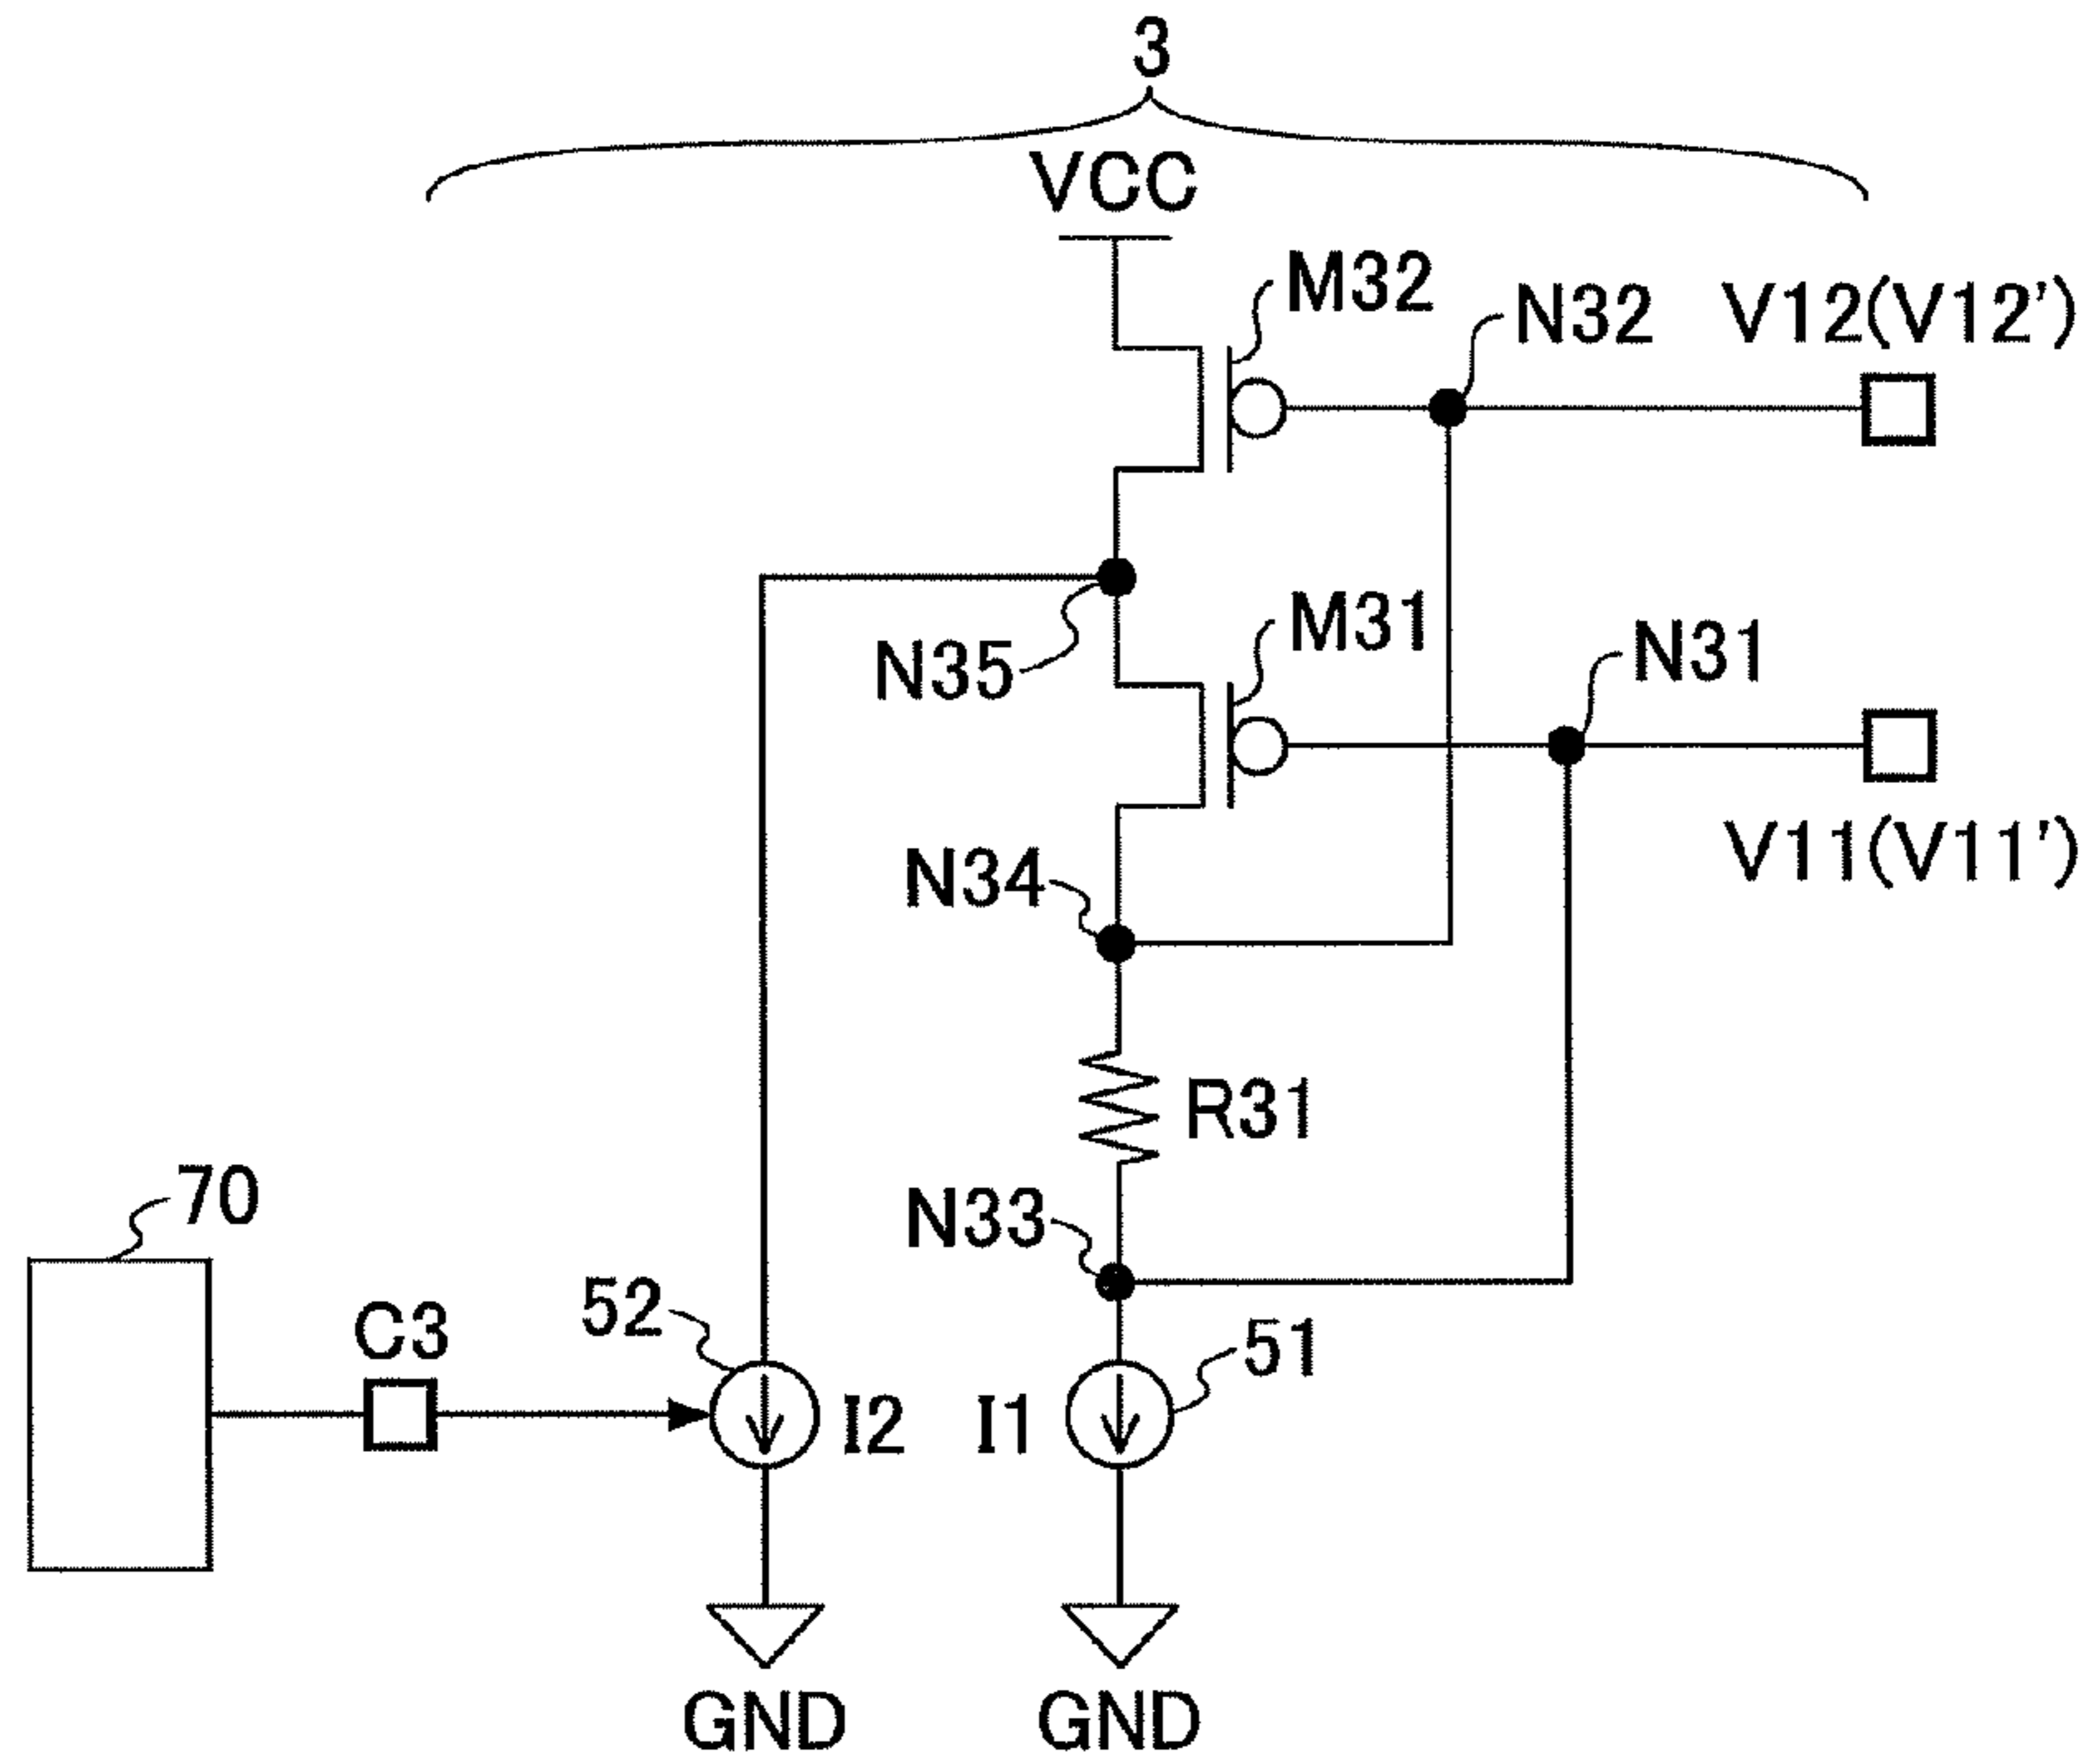 3
VCC
M32
N32
V12(V12')
M31
N35
N31
V11(V11')
N34
R31
70
N33
52
C3
51
I2
I1
GND
GND